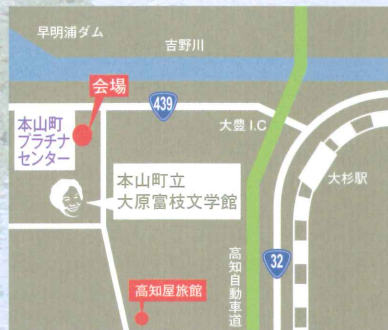 早明浦ダム
吉野川
会場
439
大豊 I.C
本山町
プラチナ
センター
大杉駅
本山町立
大原富枝文学館
高知自動車道
32
高知屋旅館